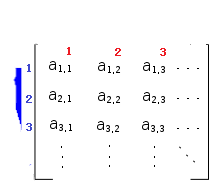 1 2 3
1 a1,1 a1,2 a1,3 . . .
2 a2,1 a2,2 a2,3 . . .
3 a3,1 a3,2 a3,3 . . .